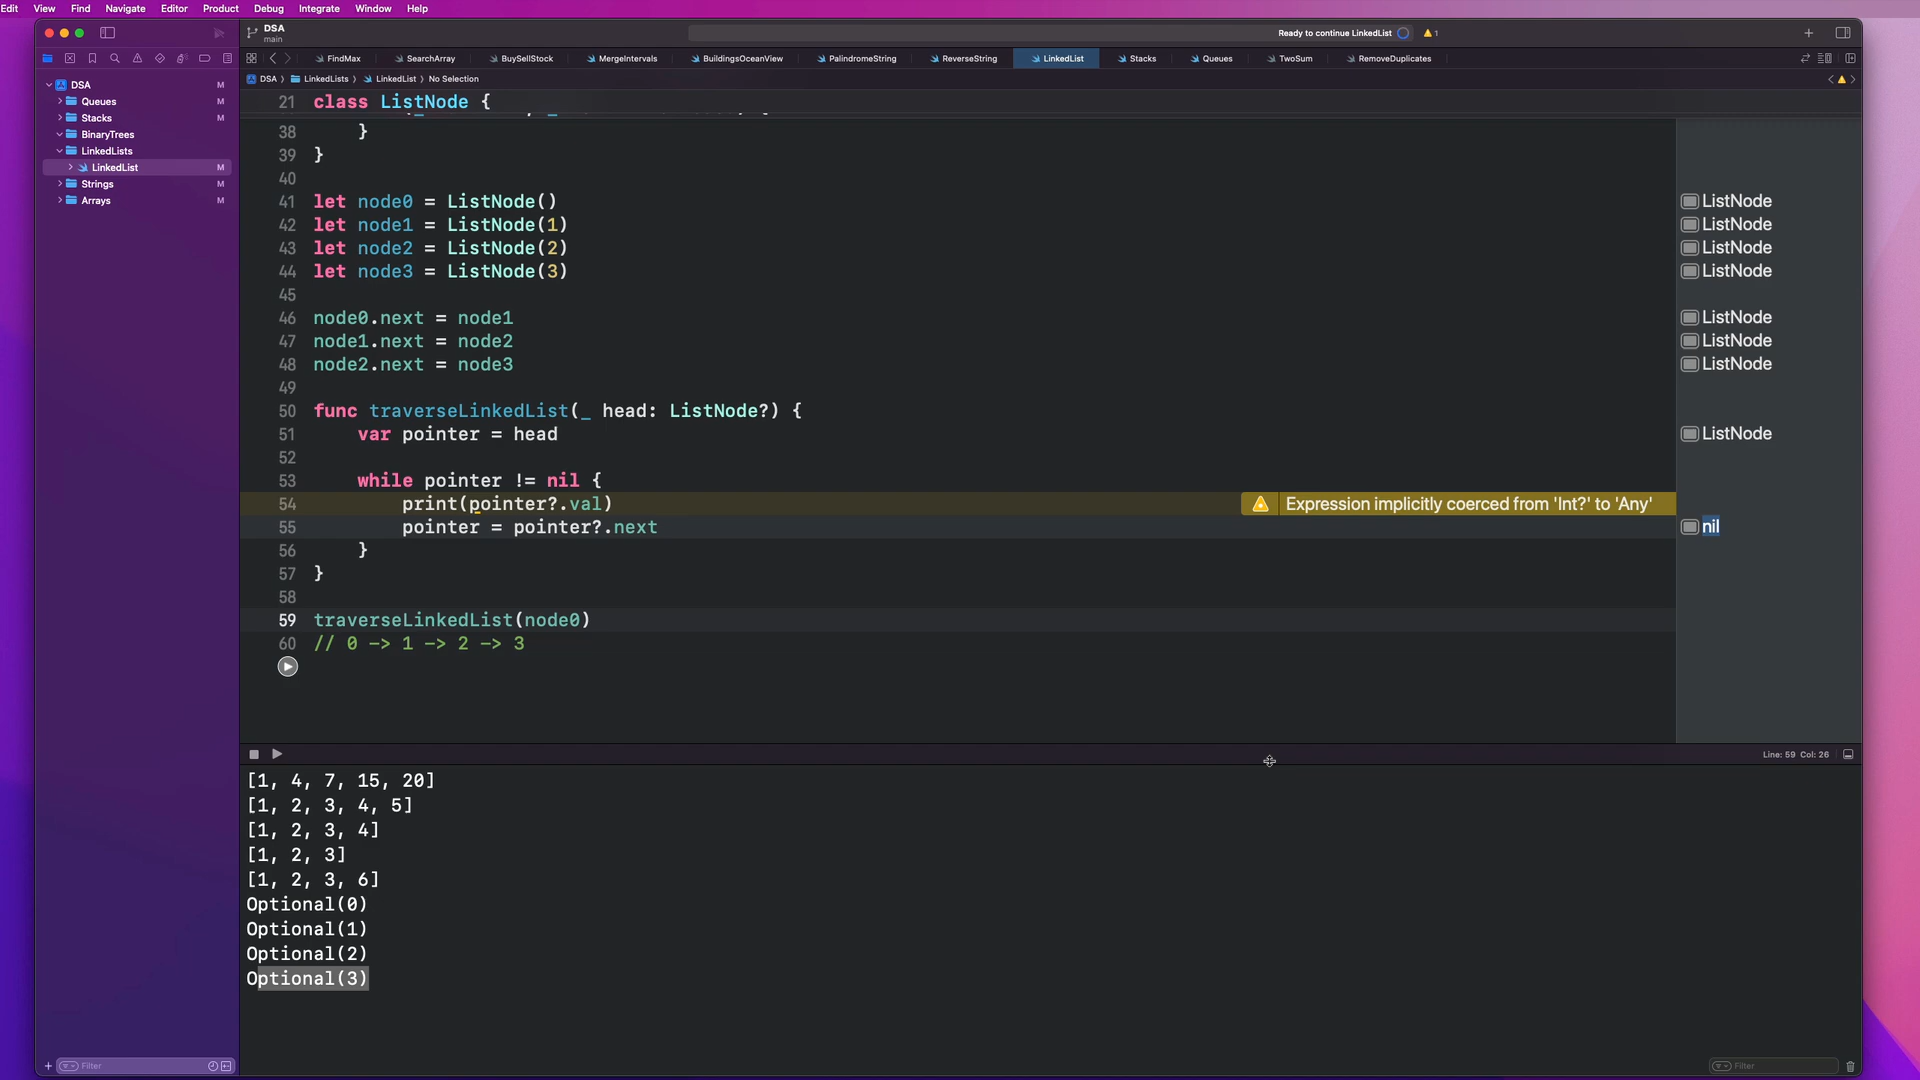 Edit View Find Navigate Editor Product Debug Integrate Window Help
DSA
main
Ready to continue LinkedList
1
FindMax SearchArray BuySellStock MergeIntervals BuildingsOceanView PalindromeString ReverseString LinkedList Stacks Queues TwoSum RemoveDuplicates
DSA LinkedLists LinkedList No Selection
DSA M
Queues M
Stacks M
BinaryTrees
LinkedLists
LinkedList M
Strings M
Arrays M
21 class ListNode {
38 }
39 }
40
41 let node0 = ListNode() ListNode
42 let node1 = ListNode(1) ListNode
43 let node2 = ListNode(2) ListNode
44 let node3 = ListNode(3) ListNode
45
46 node0.next = node1 ListNode
47 node1.next = node2 ListNode
48 node2.next = node3 ListNode
49
50 func traverseLinkedList(_ head: ListNode?) {
51 var pointer = head ListNode
52
53 while pointer != nil {
54 print(pointer?.val) Expression implicitly coerced from 'Int?' to 'Any'
55 pointer = pointer?.next nil
56 }
57 }
58
59 traverseLinkedList(node0)
60 // 0 -> 1 -> 2 -> 3
Line: 59 Col: 26
[1, 4, 7, 15, 20]
[1, 2, 3, 4, 5]
[1, 2, 3, 4]
[1, 2, 3]
[1, 2, 3, 6]
Optional(0)
Optional(1)
Optional(2)
Optional(3)
Filter
Filter